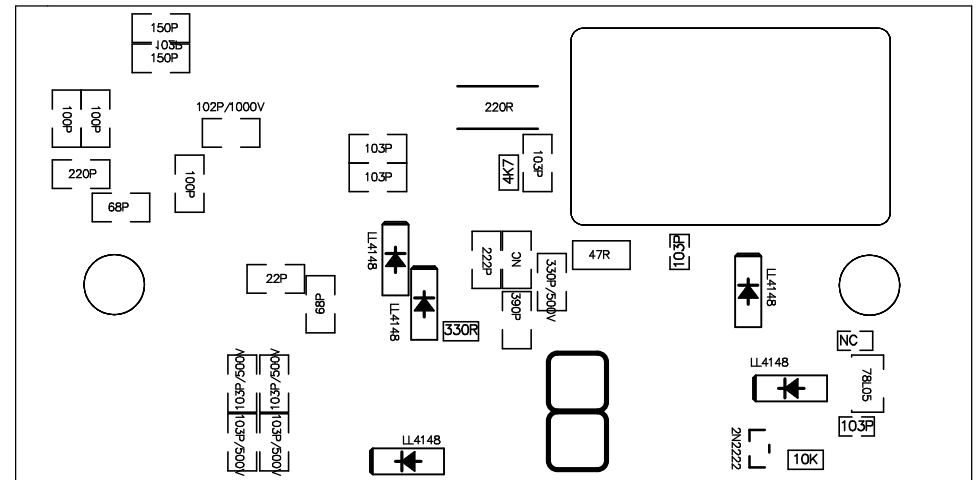 150P
103B
150P
100P
100P
102P/1000V
220R
220P
100P
103P
103P
4K7
103P
68P
LL4148
222P
NC
330P/500V
47R
103P
LL4148
22P
68P
LL4148
330R
390P
NC
103P/500V
103P/500V
LL4148
78L05
103P/500V
103P/500V
103P
LL4148
2N2222
10K